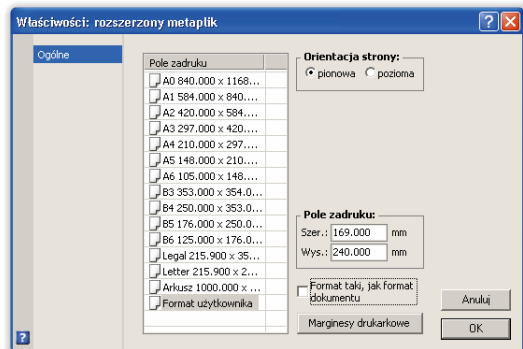 Właściwości: rozszerzony metaplik
Ogólne
Pole zadruku
A0 840.000 x 1168...
A1 584.000 x 840....
A2 420.000 x 584....
A3 297.000 x 420....
A4 210.000 x 297....
A5 148.000 x 210....
A6 105.000 x 148....
B3 353.000 x 354.0...
B4 250.000 x 353.0...
B5 176.000 x 250.0...
B6 125.000 x 176.0...
Legal 215.900 x 35...
Letter 215.900 x 2...
Arkusz 1000.000 x ...
Format użytkownika
Orientacja strony:
pionowa pozioma
Pole zadruku:
Szer.: 169.000 mm
Wys.: 240.000 mm
Format taki, jak format
dokumentu
Marginesy drukarkowe
Anuluj
OK